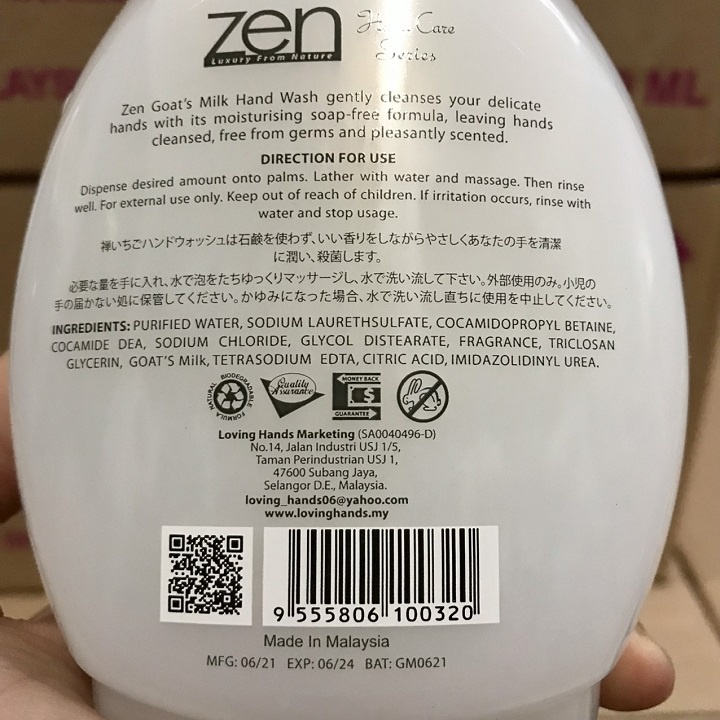 zen
Luxury From Nature
Care
Series
Zen Goat's Milk Hand Wash gently cleanses your delicate
hands with its moisturising soap-free formula, leaving hands
cleansed, free from germs and pleasantly scented.
DIRECTION FOR USE
Dispense desired amount onto palms. Lather with water and massage. Then rinse
well. For external use only. Keep out of reach of children. If irritation occurs, rinse with
water and stop usage.
禅いちごハンドウォッシュは石鹸を使わず、いい香りをしながらやさしくあなたの手を清潔
に潤い、殺菌します。
必要な量を手に入れ、水で泡をたちゆっくりマッサージし、水で洗い流して下さい。外部使用のみ。小児の
手の届かない処に保管してください。かゆみになった場合、水で洗い流し直ちに使用を中止してください。
INGREDIENTS: PURIFIED WATER, SODIUM LAURETHSULFATE, COCAMIDOPROPYL BETAINE,
COCAMIDE DEA, SODIUM CHLORIDE, GLYCOL DISTEARATE, FRAGRANCE, TRICLOSAN
GLYCERIN, GOAT'S Milk, TETRASODIUM EDTA, CITRIC ACID, IMIDAZOLIDINYL UREA.
BIODEGRADABLE
FORMULA NATURAL
Quality
Assurance
MONEY BACK
$
GUARANTEE
Loving Hands Marketing (SA0040496-D)
No.14, Jalan Industri USJ 1/5,
Taman Perindustrian USJ 1,
47600 Subang Jaya,
Selangor D.E., Malaysia.
loving_hands06@yahoo.com
www.lovinghands.my
9 555806 100320
Made In Malaysia
MFG: 06/21 EXP: 06/24 BAT: GM0621
ML